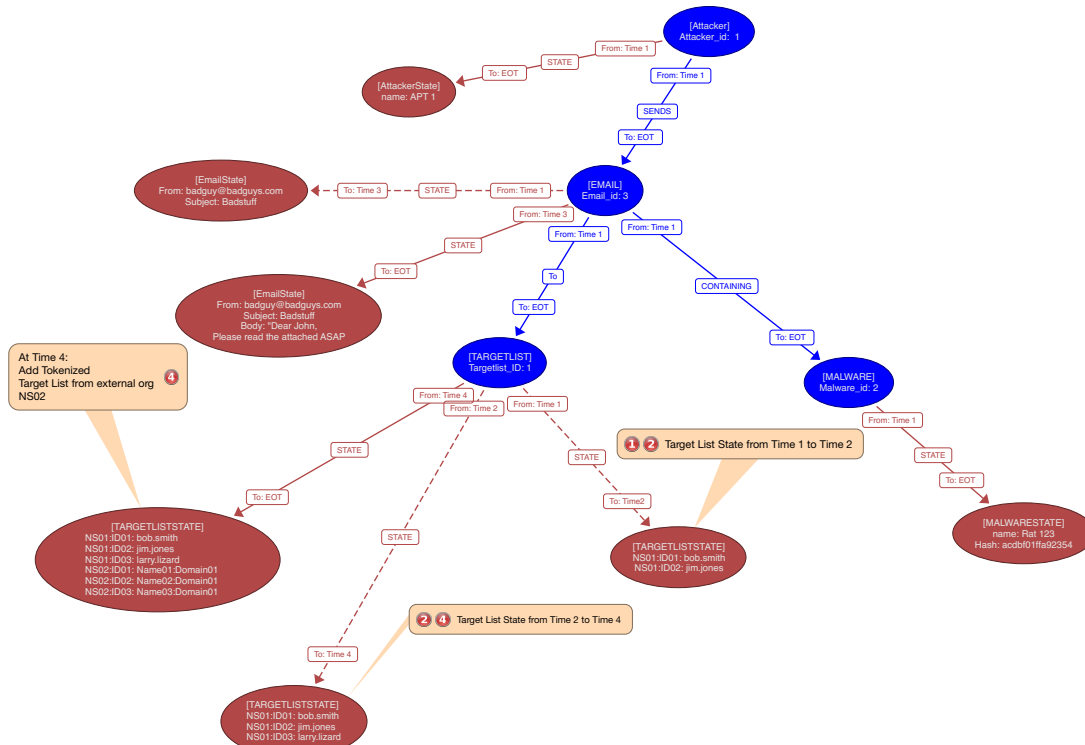 [Attacker]
Attacker_id:  1
From: Time 1
STATE
To: EOT
[AttackerState]
name: APT 1
From: Time 1
SENDS
To: EOT
[EMAIL]
Email_id: 3
From: Time 1
STATE
To: Time 3
[EmailState]
From: badguy@badguys.com
Subject: Badstuff
From: Time 3
STATE
To: EOT
[EmailState]
From: badguy@badguys.com
Subject: Badstuff
Body: "Dear John,
Please read the attached ASAP
From: Time 1
To
To: EOT
From: Time 1
CONTAINING
To: EOT
[TARGETLIST]
Targetlist_ID: 1
[MALWARE]
Malware_id: 2
At Time 4:
Add Tokenized
Target List from external org
NS02
4
From: Time 4
STATE
To: EOT
From: Time 2
STATE
To: Time 4
From: Time 1
STATE
To: Time2
1 2 Target List State from Time 1 to Time 2
From: Time 1
STATE
To: EOT
[MALWARESTATE]
name: Rat 123
Hash: acdbf01ffa92354
[TARGETLISTSTATE]
NS01:ID01: bob.smith
NS01:ID02: jim.jones
NS01:ID03: larry.lizard
NS02:ID01: Name01:Domain01
NS02:ID02: Name02:Domain01
NS02:ID03: Name03:Domain01
[TARGETLISTSTATE]
NS01:ID01: bob.smith
NS01:ID02: jim.jones
2 4 Target List State from Time 2 to Time 4
[TARGETLISTSTATE]
NS01:ID01: bob.smith
NS01:ID02: jim.jones
NS01:ID03: larry.lizard